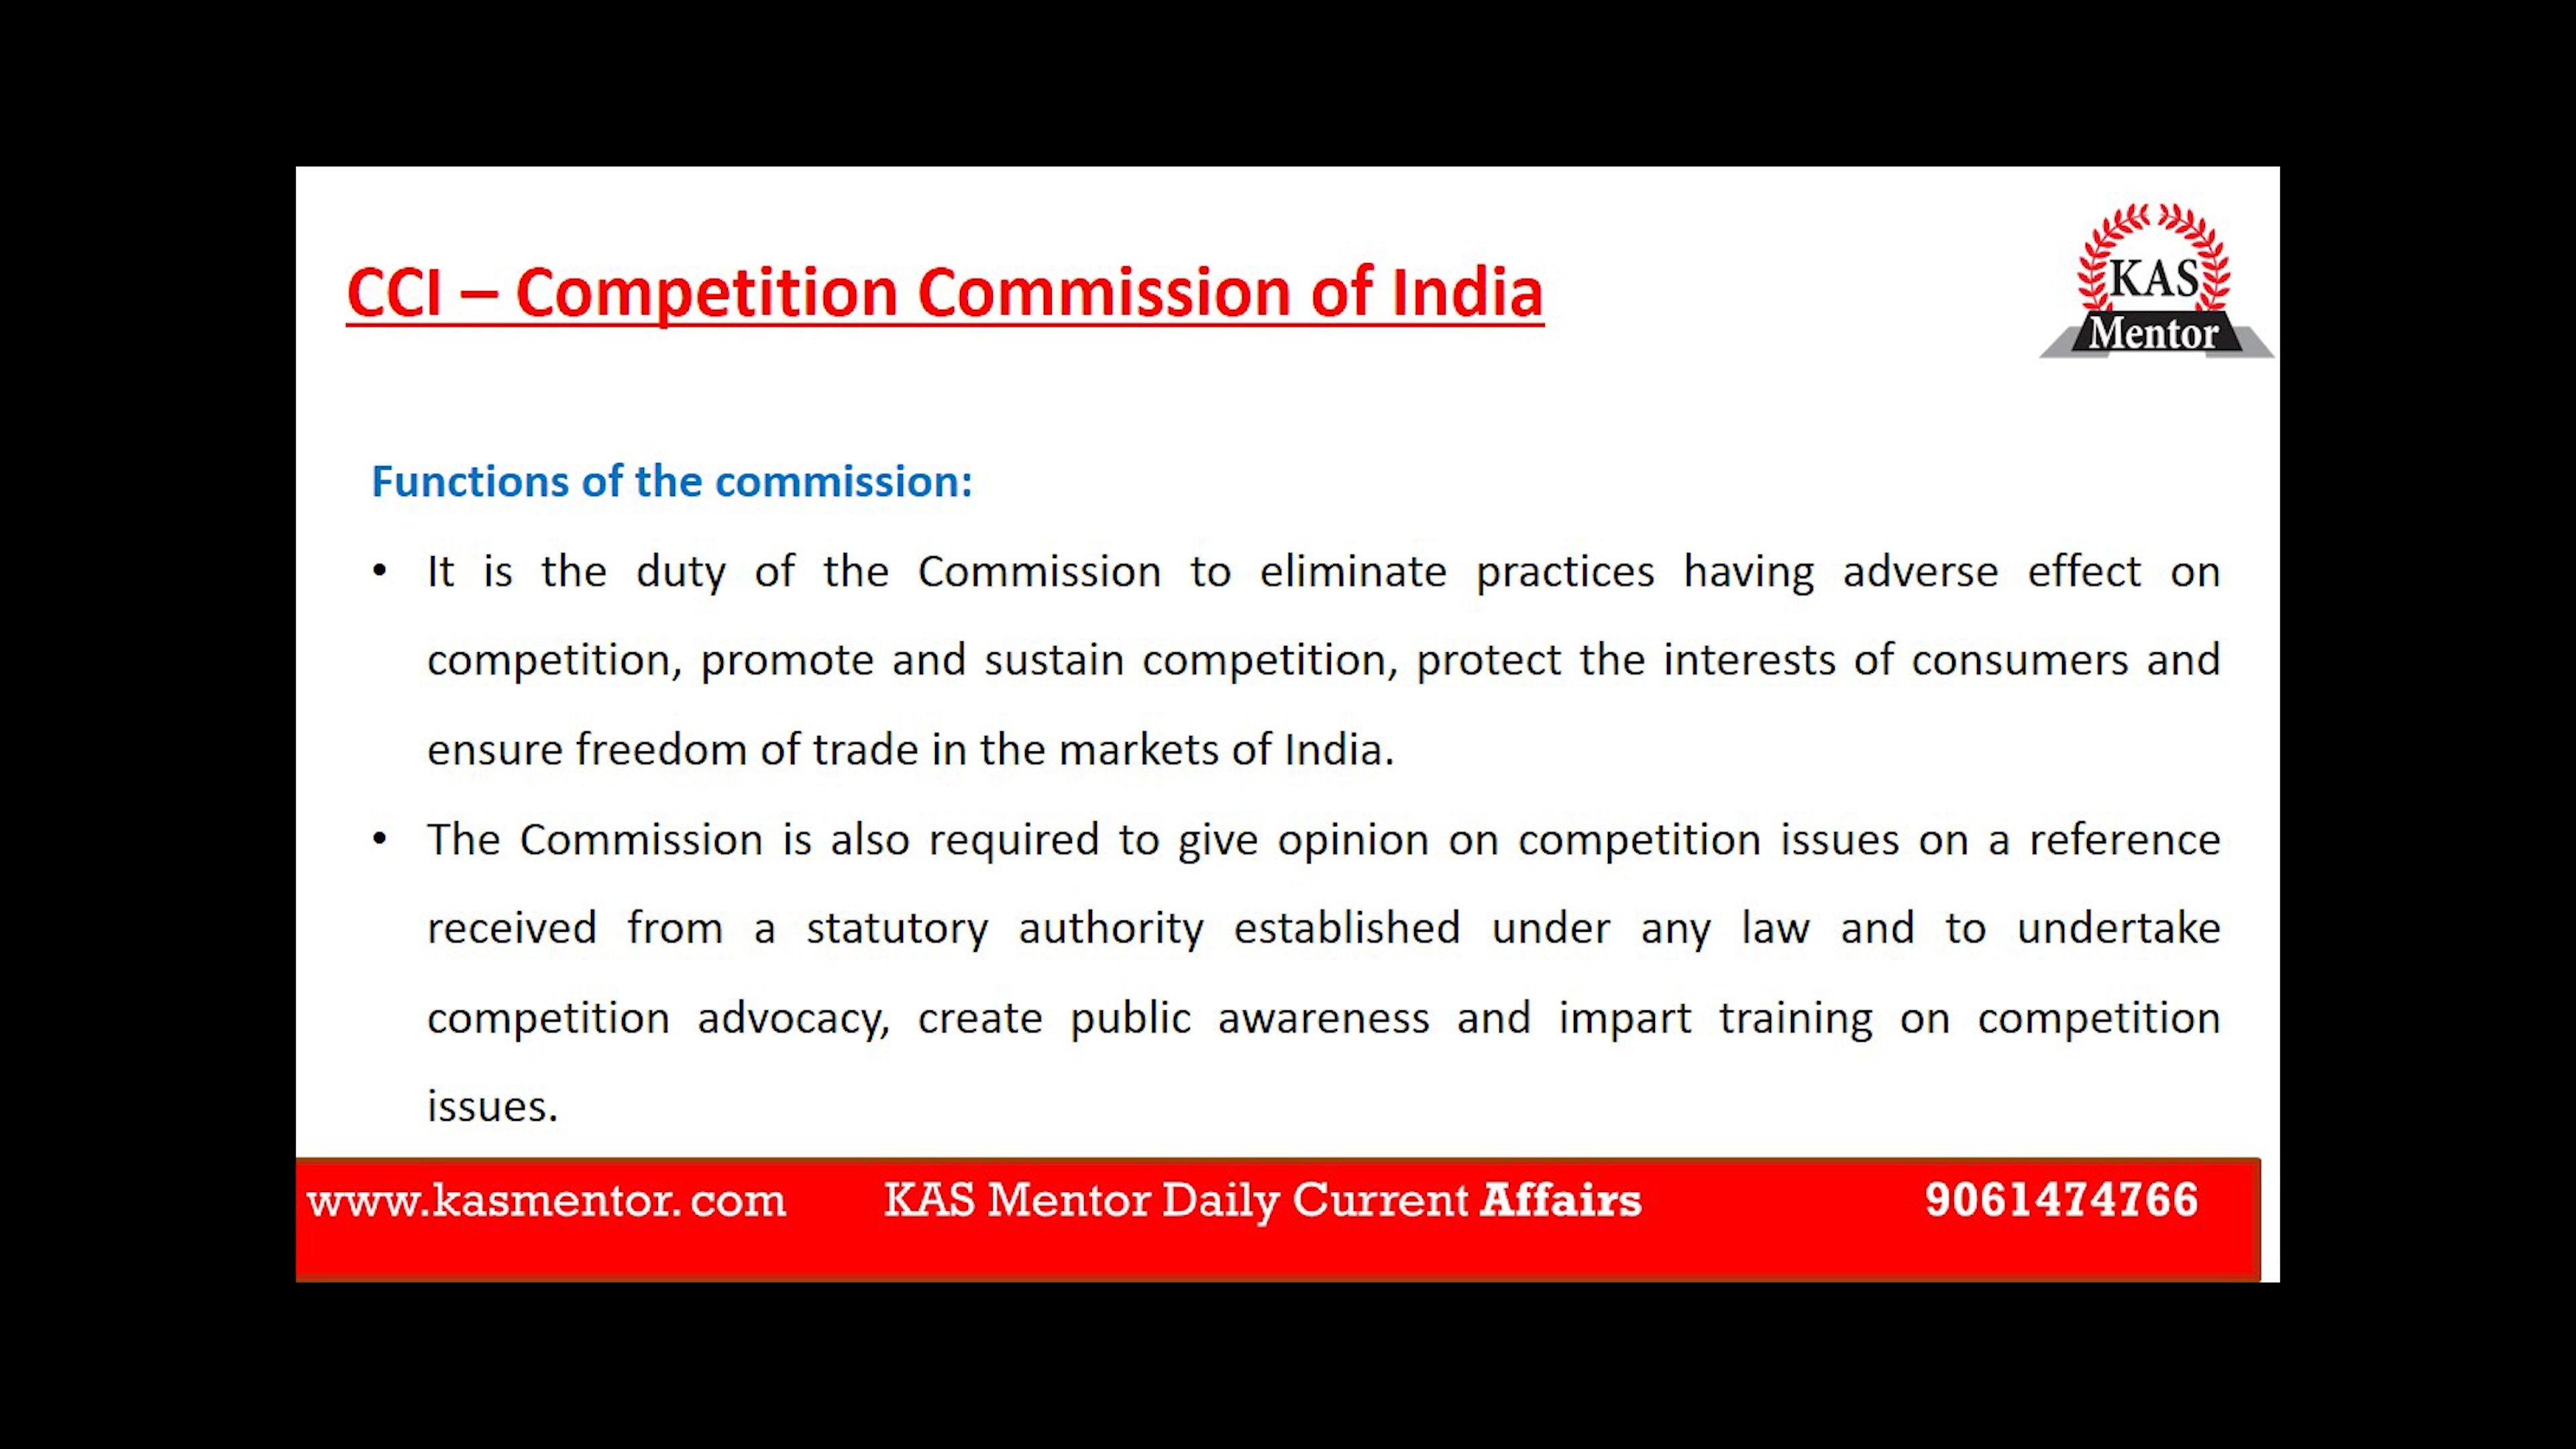 CCI – Competition Commission of India
KAS
Mentor
Functions of the commission:
• It is the duty of the Commission to eliminate practices having adverse effect on
competition, promote and sustain competition, protect the interests of consumers and
ensure freedom of trade in the markets of India.
• The Commission is also required to give opinion on competition issues on a reference
received from a statutory authority established under any law and to undertake
competition advocacy, create public awareness and impart training on competition
issues.
www.kasmentor. com KAS Mentor Daily Current Affairs 9061474766